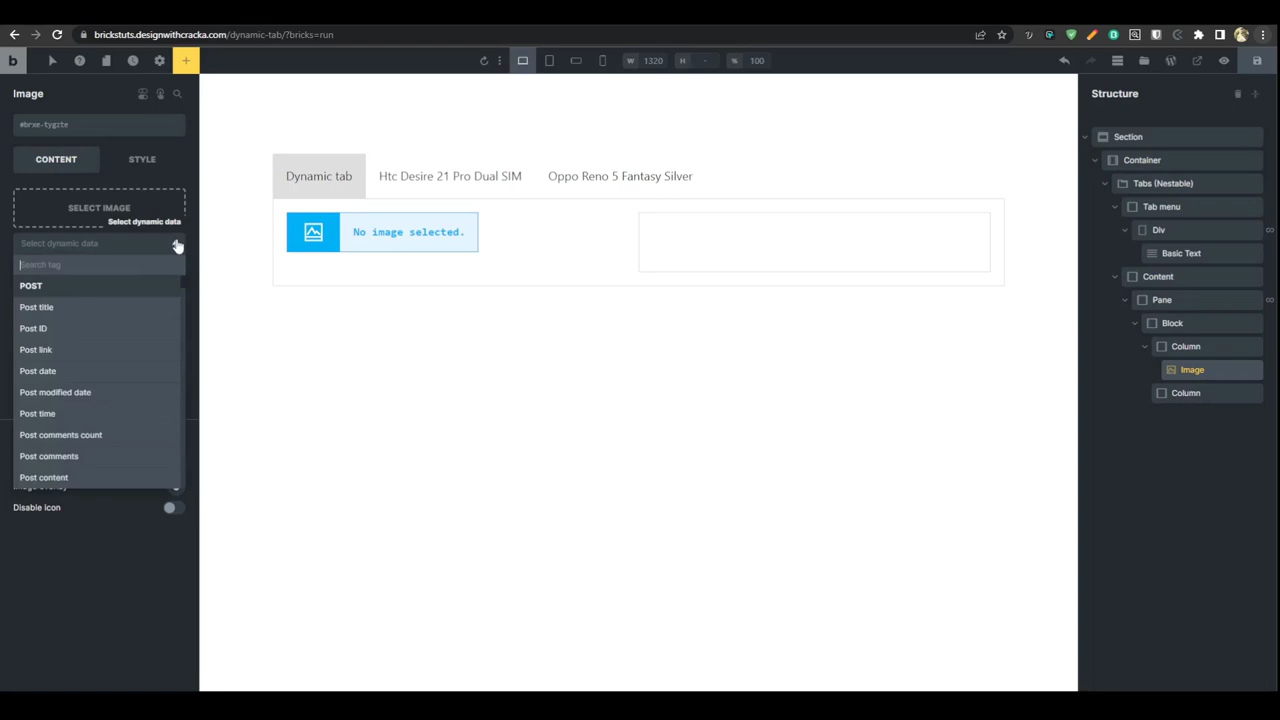 brickstuts.designwithcracka.com/dynamic-tab/?bricks=run
b
W 1320 H - % 100
Image
#brxe-tygzte
CONTENT STYLE
SELECT IMAGE
Select dynamic data
Select dynamic data
Search tag
POST
Post title
Post ID
Post link
Post date
Post modified date
Post time
Post comments count
Post comments
Post content
Disable icon
Dynamic tab Htc Desire 21 Pro Dual SIM Oppo Reno 5 Fantasy Silver
No image selected.
Structure
Section
Container
Tabs (Nestable)
Tab menu
Div
Basic Text
Content
Pane
Block
Column
Image
Column